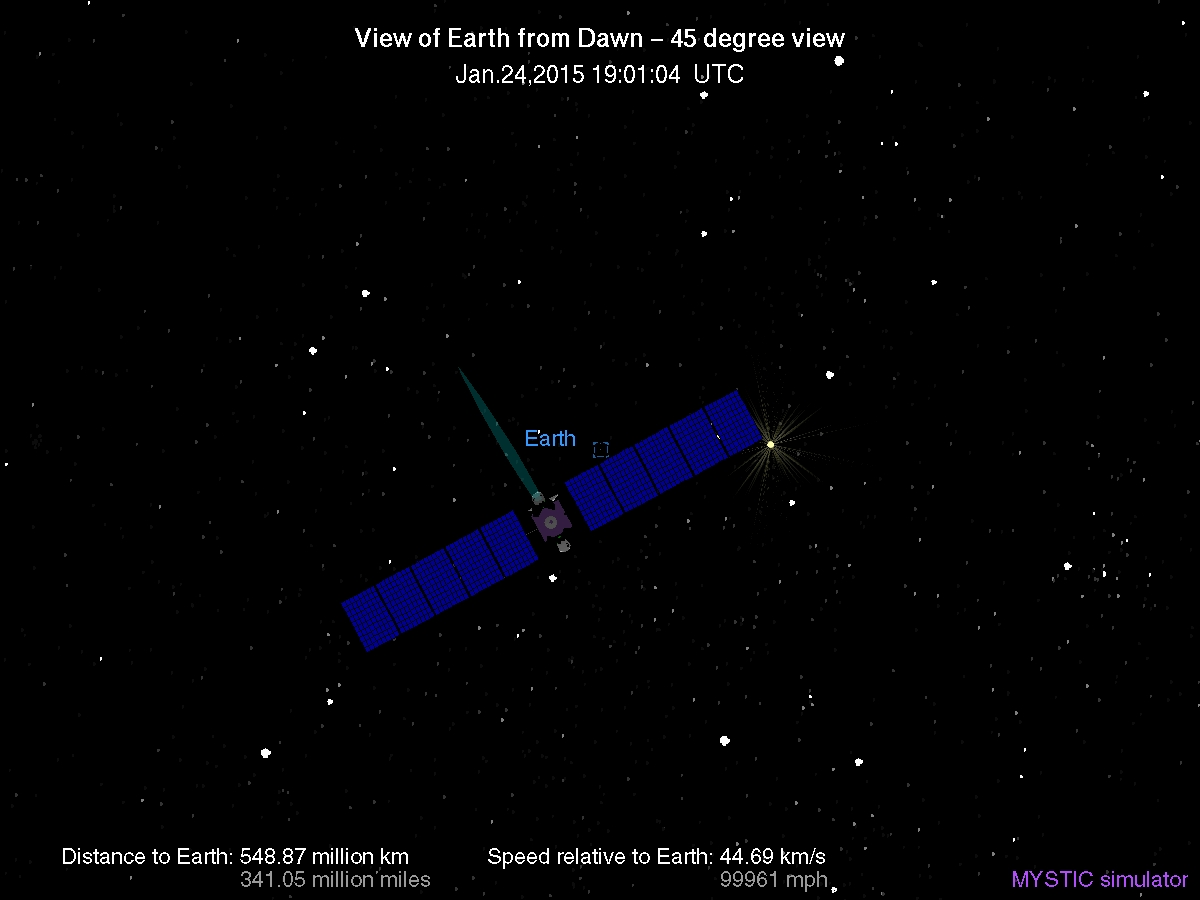 View of Earth from Dawn – 45 degree view
Jan.24,2015 19:01:04 UTC
Earth
Distance to Earth: 548.87 million km
341.05 million miles
Speed relative to Earth: 44.69 km/s
99961 mph
MYSTIC simulator